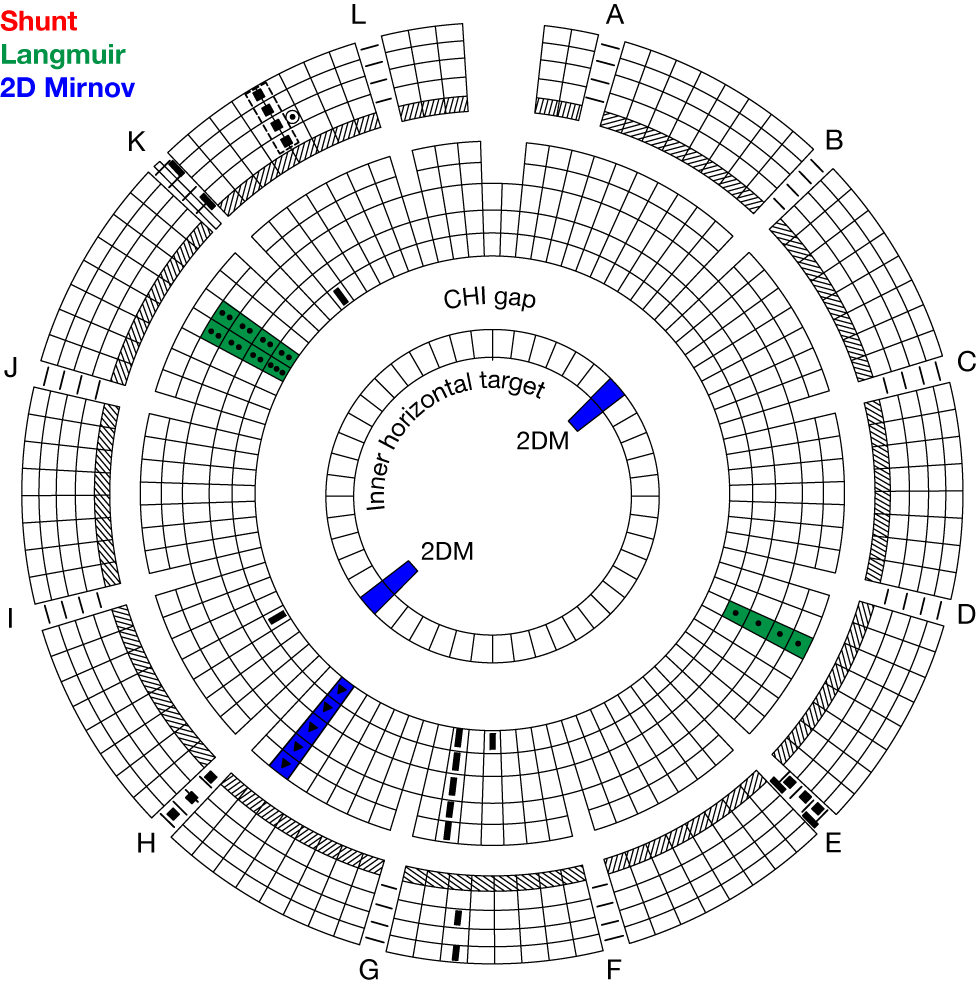 Shunt
Langmuir
2D Mirnov
L
A
K
B
CHI gap
J
C
Inner horizontal target
2DM
2DM
I
D
H
E
G
F